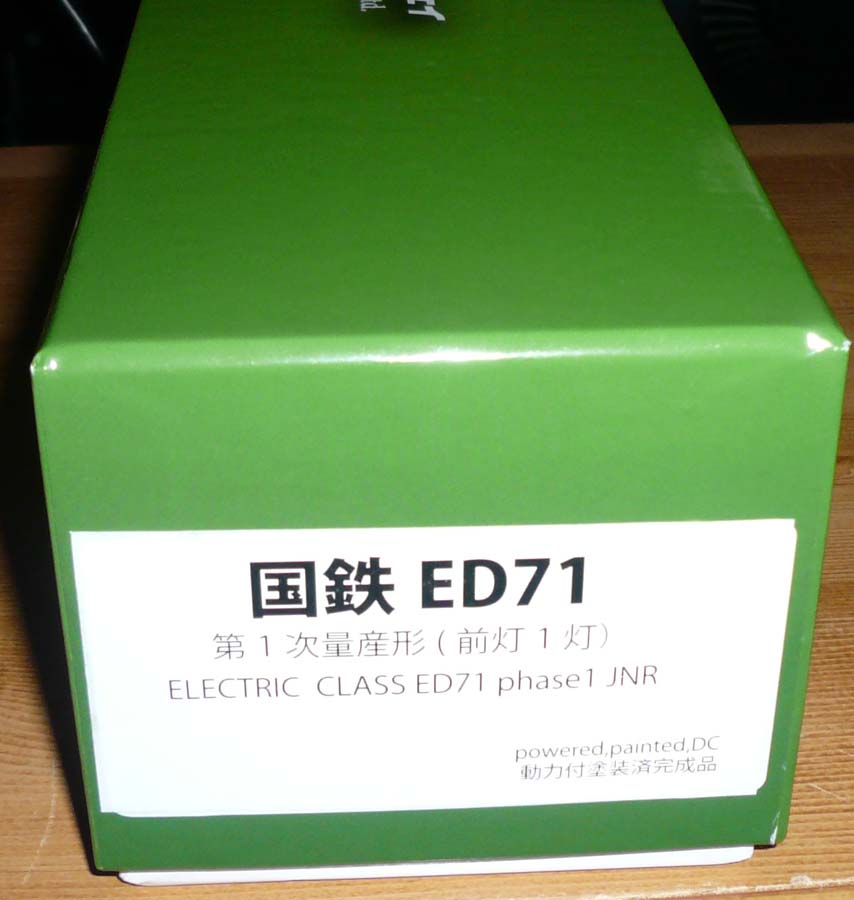 td.
国鉄 ED71
第1次量産形(前灯1灯)
ELECTRIC CLASS ED71 phase1 JNR
powered,painted,DC
動力付塗装済完成品